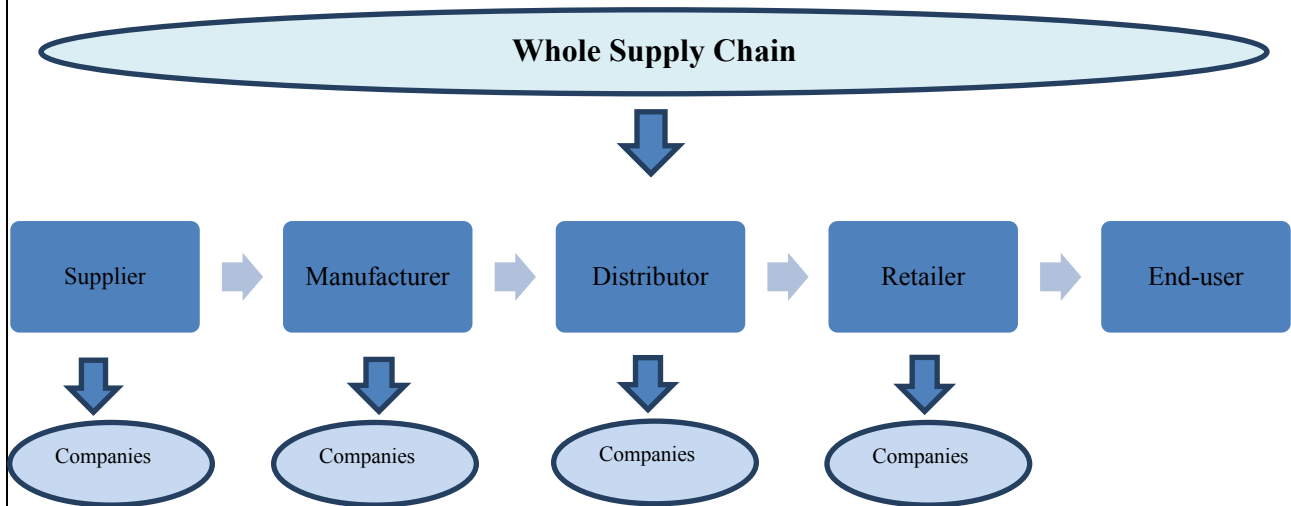 Whole Supply Chain
Supplier
Manufacturer
Distributor
Retailer
End-user
Companies
Companies
Companies
Companies